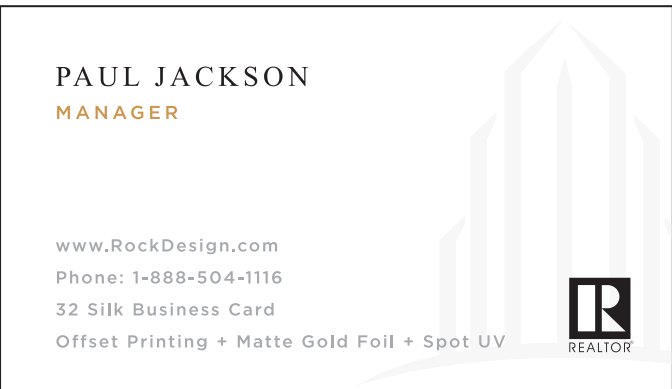 PAUL JACKSON
MANAGER
www.RockDesign.com
Phone: 1-888-504-1116
32 Silk Business Card
Offset Printing + Matte Gold Foil + Spot UV
R
REALTOR®